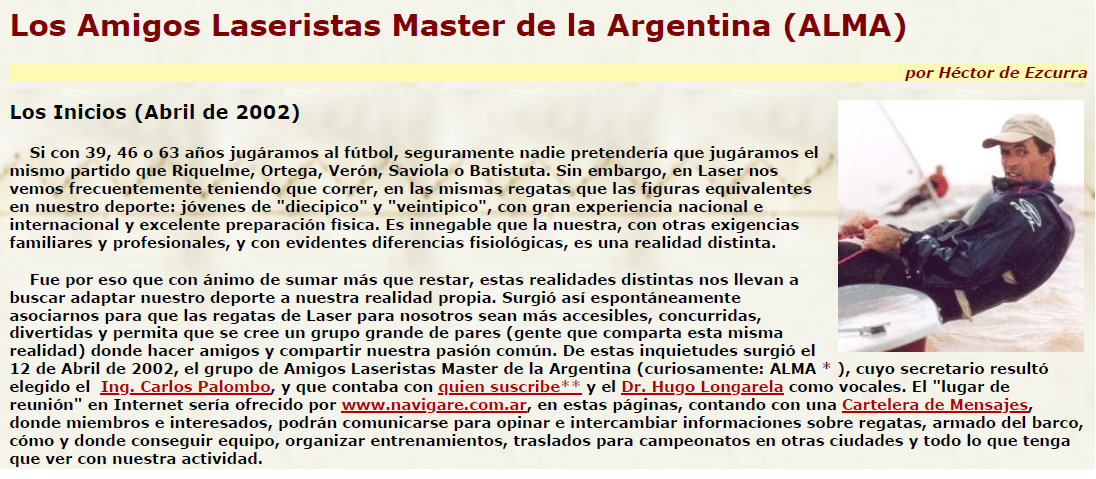 Los Amigos Laseristas Master de la Argentina (ALMA)
por Héctor de Ezcurra
Los Inicios (Abril de 2002)
Si con 39, 46 o 63 años jugáramos al fútbol, seguramente nadie pretendería que jugáramos el
mismo partido que Riquelme, Ortega, Verón, Saviola o Batistuta. Sin embargo, en Laser nos
vemos frecuentemente teniendo que correr, en las mismas regatas que las figuras equivalentes
en nuestro deporte: jóvenes de "diecipico" y "veintipico", con gran experiencia nacional e
internacional y excelente preparación fisica. Es innegable que la nuestra, con otras exigencias
familiares y profesionales, y con evidentes diferencias fisiológicas, es una realidad distinta.
Fue por eso que con ánimo de sumar más que restar, estas realidades distintas nos llevan a
buscar adaptar nuestro deporte a nuestra realidad propia. Surgió así espontáneamente
asociarnos para que las regatas de Laser para nosotros sean más accesibles, concurridas,
divertidas y permita que se cree un grupo grande de pares (gente que comparta esta misma
realidad) donde hacer amigos y compartir nuestra pasión común. De estas inquietudes surgió el
12 de Abril de 2002, el grupo de Amigos Laseristas Master de la Argentina (curiosamente: ALMA * ), cuyo secretario resultó
elegido el Ing. Carlos Palombo, y que contaba con quien suscribe** y el Dr. Hugo Longarela como vocales. El "lugar de
reunión" en Internet sería ofrecido por www.navigare.com.ar, en estas páginas, contando con una Cartelera de Mensajes,
donde miembros e interesados, podrán comunicarse para opinar e intercambiar informaciones sobre regatas, armado del barco,
cómo y donde conseguir equipo, organizar entrenamientos, traslados para campeonatos en otras ciudades y todo lo que tenga
que ver con nuestra actividad.